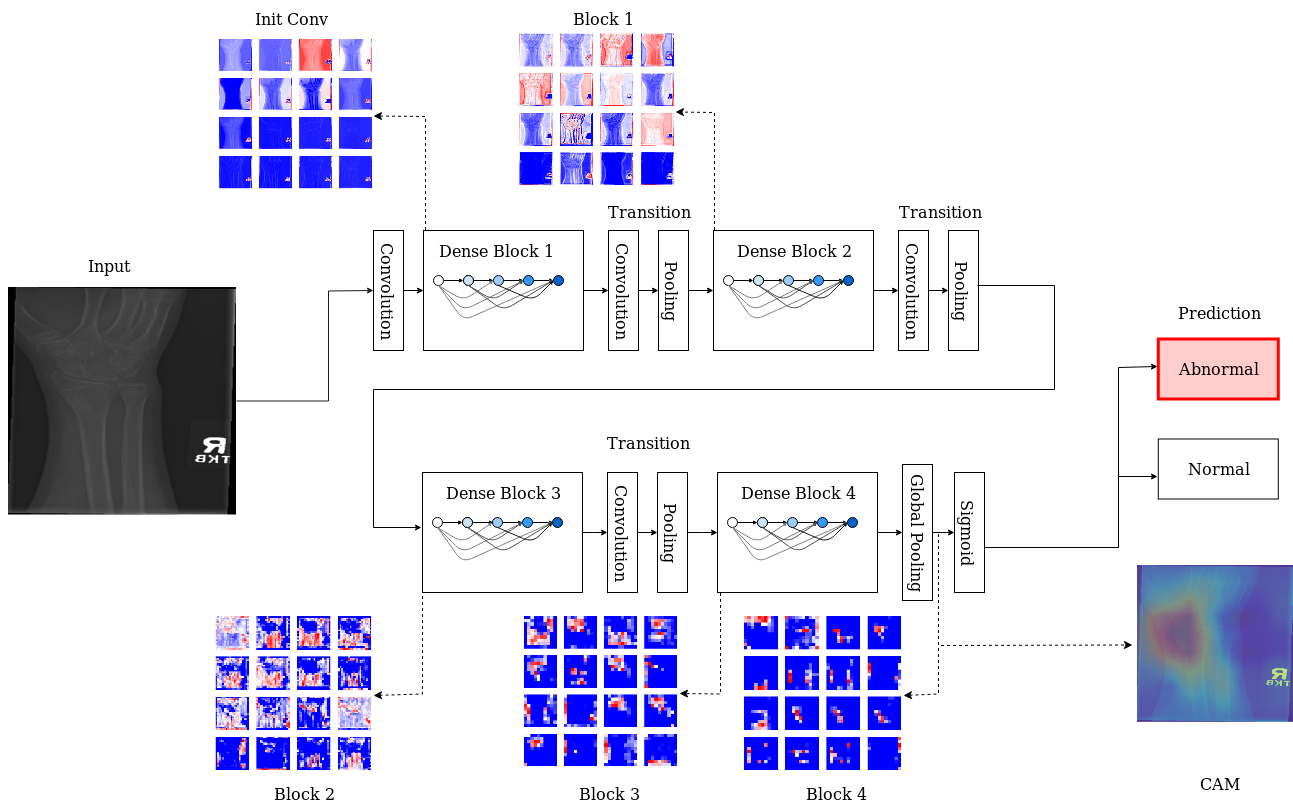 Init Conv
Block 1
Transition
Transition
Input
Convolution
Dense Block 1
Convolution
Pooling
Dense Block 2
Convolution
Pooling
R
TKB
Prediction
Abnormal
Normal
Transition
Dense Block 3
Convolution
Pooling
Dense Block 4
Global Pooling
Sigmoid
R
TKB
Block 2
Block 3
Block 4
CAM